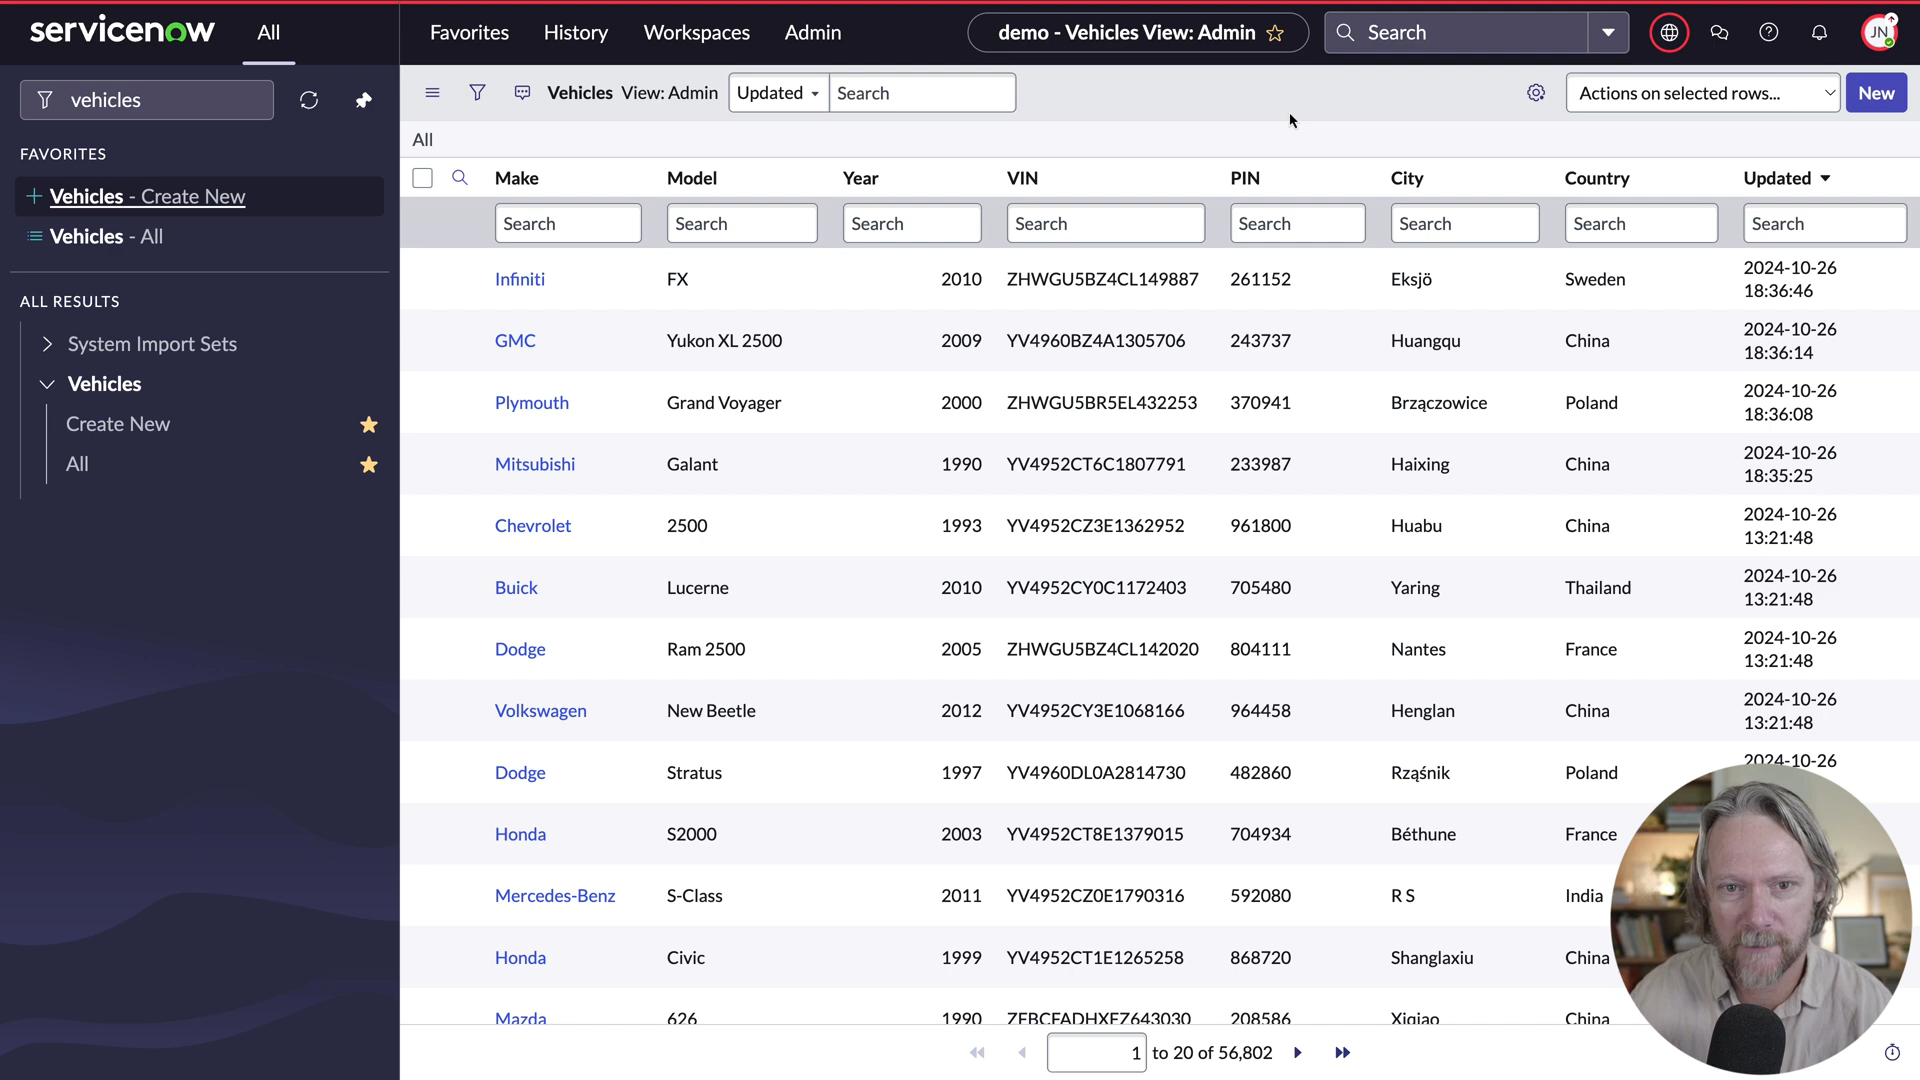 servicenow
All
Favorites
History
Workspaces
Admin
demo - Vehicles View: Admin
Search
JN
vehicles
FAVORITES
Vehicles - Create New
Vehicles - All
ALL RESULTS
System Import Sets
Vehicles
Create New
All
Vehicles View: Admin
Updated
Search
Actions on selected rows...
New
All
Make Model Year VIN PIN City Country Updated
Search Search Search Search Search Search Search Search
Infiniti FX 2010 ZHWGU5BZ4CL149887 261152 Eksjö Sweden 2024-10-26
18:36:46
GMC Yukon XL 2500 2009 YV4960BZ4A1305706 243737 Huangqu China 2024-10-26
18:36:14
Plymouth Grand Voyager 2000 ZHWGU5BR5EL432253 370941 Brzączowice Poland 2024-10-26
18:36:08
Mitsubishi Galant 1990 YV4952CT6C1807791 233987 Haixing China 2024-10-26
18:35:25
Chevrolet 2500 1993 YV4952CZ3E1362952 961800 Huabu China 2024-10-26
13:21:48
Buick Lucerne 2010 YV4952CY0C1172403 705480 Yaring Thailand 2024-10-26
13:21:48
Dodge Ram 2500 2005 ZHWGU5BZ4CL142020 804111 Nantes France 2024-10-26
13:21:48
Volkswagen New Beetle 2012 YV4952CY3E1068166 964458 Henglan China 2024-10-26
13:21:48
Dodge Stratus 1997 YV4960DL0A2814730 482860 Rząśnik Poland 2024-10-26
Honda S2000 2003 YV4952CT8E1379015 704934 Béthune France
Mercedes-Benz S-Class 2011 YV4952CZ0E1790316 592080 R S India
Honda Civic 1999 YV4952CT1E1265258 868720 Shanglaxiu China
Mazda 626 1990 ZFBCFADHXFZ643030 208586 Xiqiao China
1 to 20 of 56,802